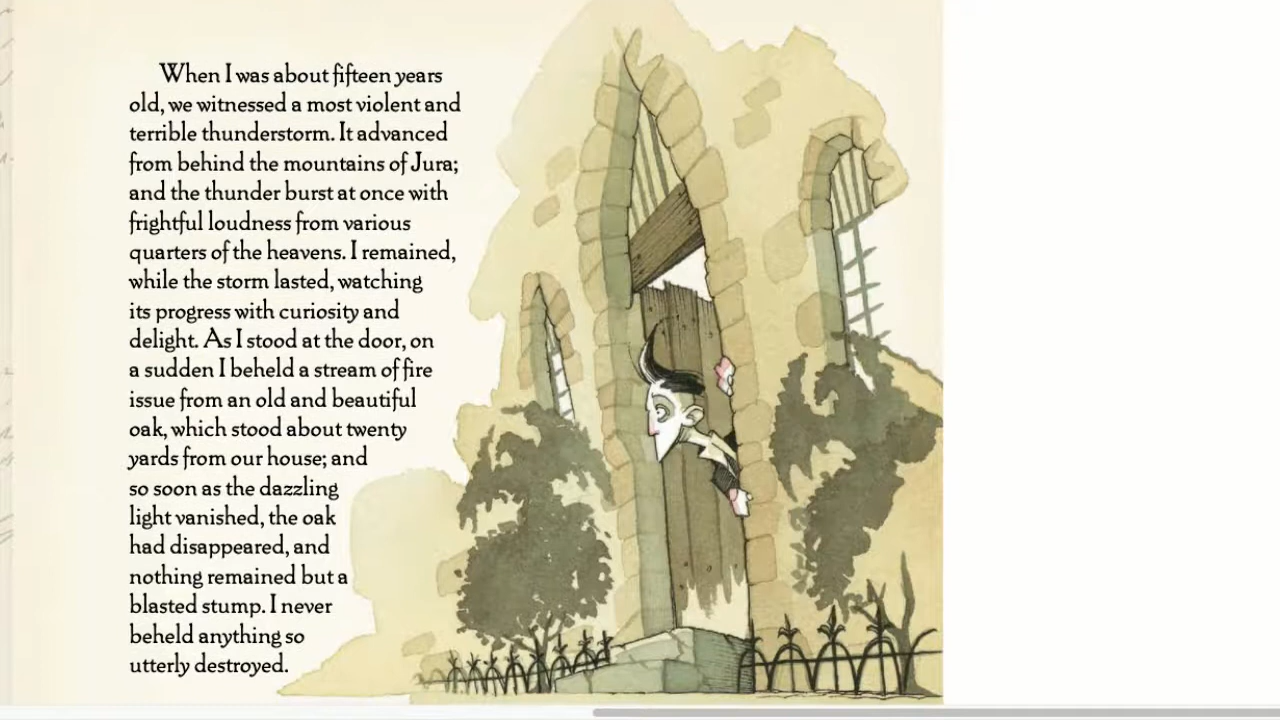 When I was about fifteen years
old, we witnessed a most violent and
terrible thunderstorm. It advanced
from behind the mountains of Jura;
and the thunder burst at once with
frightful loudness from various
quarters of the heavens. I remained,
while the storm lasted, watching
its progress with curiosity and
delight. As I stood at the door, on
a sudden I beheld a stream of fire
issue from an old and beautiful
oak, which stood about twenty
yards from our house; and
so soon as the dazzling
light vanished, the oak
had disappeared, and
nothing remained but a
blasted stump. I never
beheld anything so
utterly destroyed.